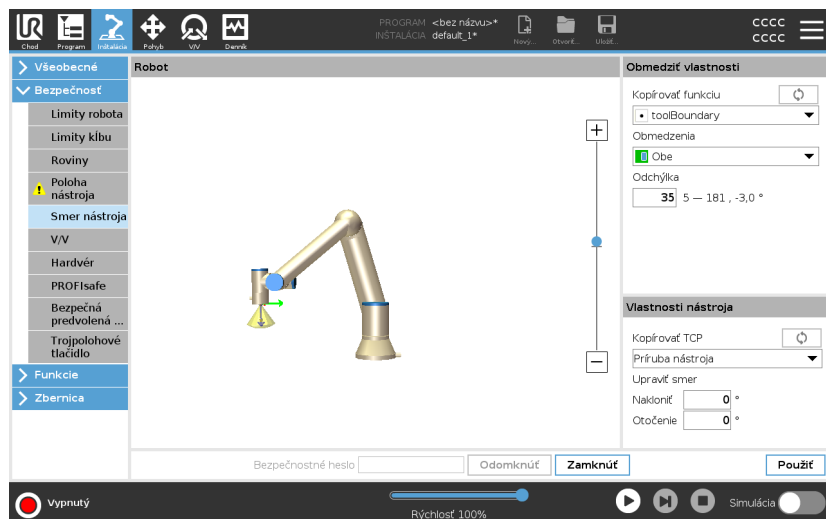 PROGRAM <bez názvu>*
INŠTALÁCIA default_1*
Chod Program Inštalácia Pohyb V/V Denník Nový... Otvoriť... Uložiť...
CCCC
CCCC
Všeobecné
Bezpečnosť
Limity robota
Limity kĺbu
Roviny
Poloha
nástroja
Smer nástroja
V/V
Hardvér
PROFIsafe
Bezpečná
predvolená ...
Trojpolohové
tlačidlo
Funkcie
Zbernica
Robot
Obmedziť vlastnosti
Kopírovať funkciu
toolBoundary
Obmedzenia
Obe
Odchýlka
35 5 — 181 , -3,0 °
Vlastnosti nástroja
Kopírovať TCP
Príruba nástroja
Upraviť smer
Nakloniť 0 °
Otočenie 0 °
Bezpečnostné heslo Odomknúť Zamknúť Použiť
Vypnutý
Rýchlosť 100%
Simulácia